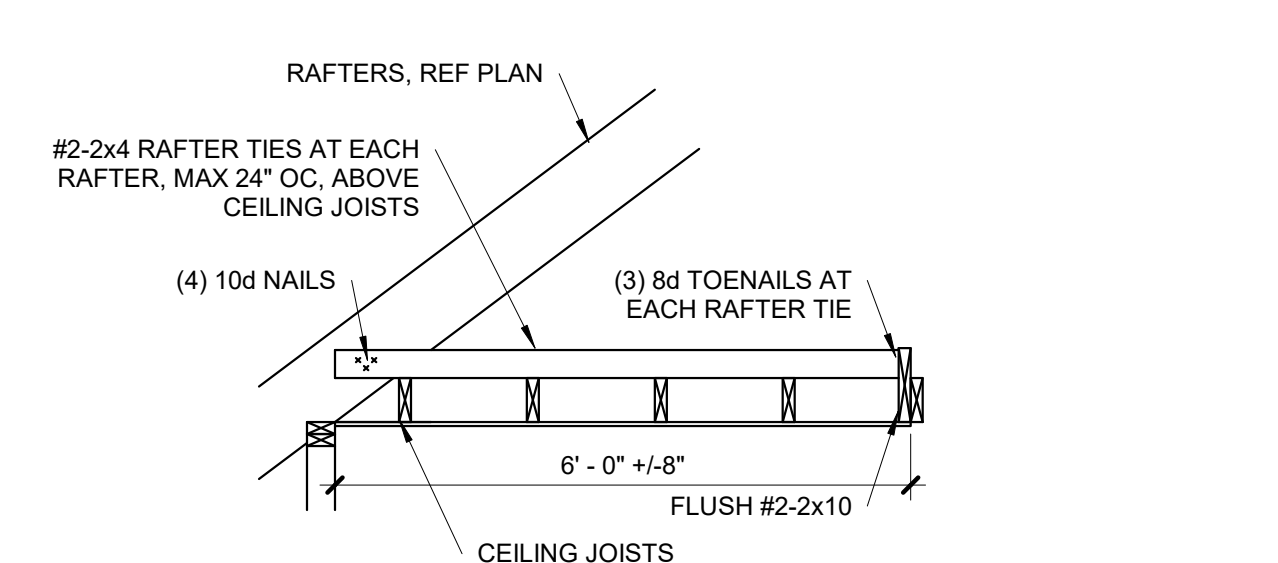 RAFTERS, REF PLAN
#2-2x4 RAFTER TIES AT EACH
RAFTER, MAX 24" OC, ABOVE
CEILING JOISTS
(4) 10d NAILS
(3) 8d TOENAILS AT
EACH RAFTER TIE
6' - 0" +/-8"
FLUSH #2-2x10
CEILING JOISTS